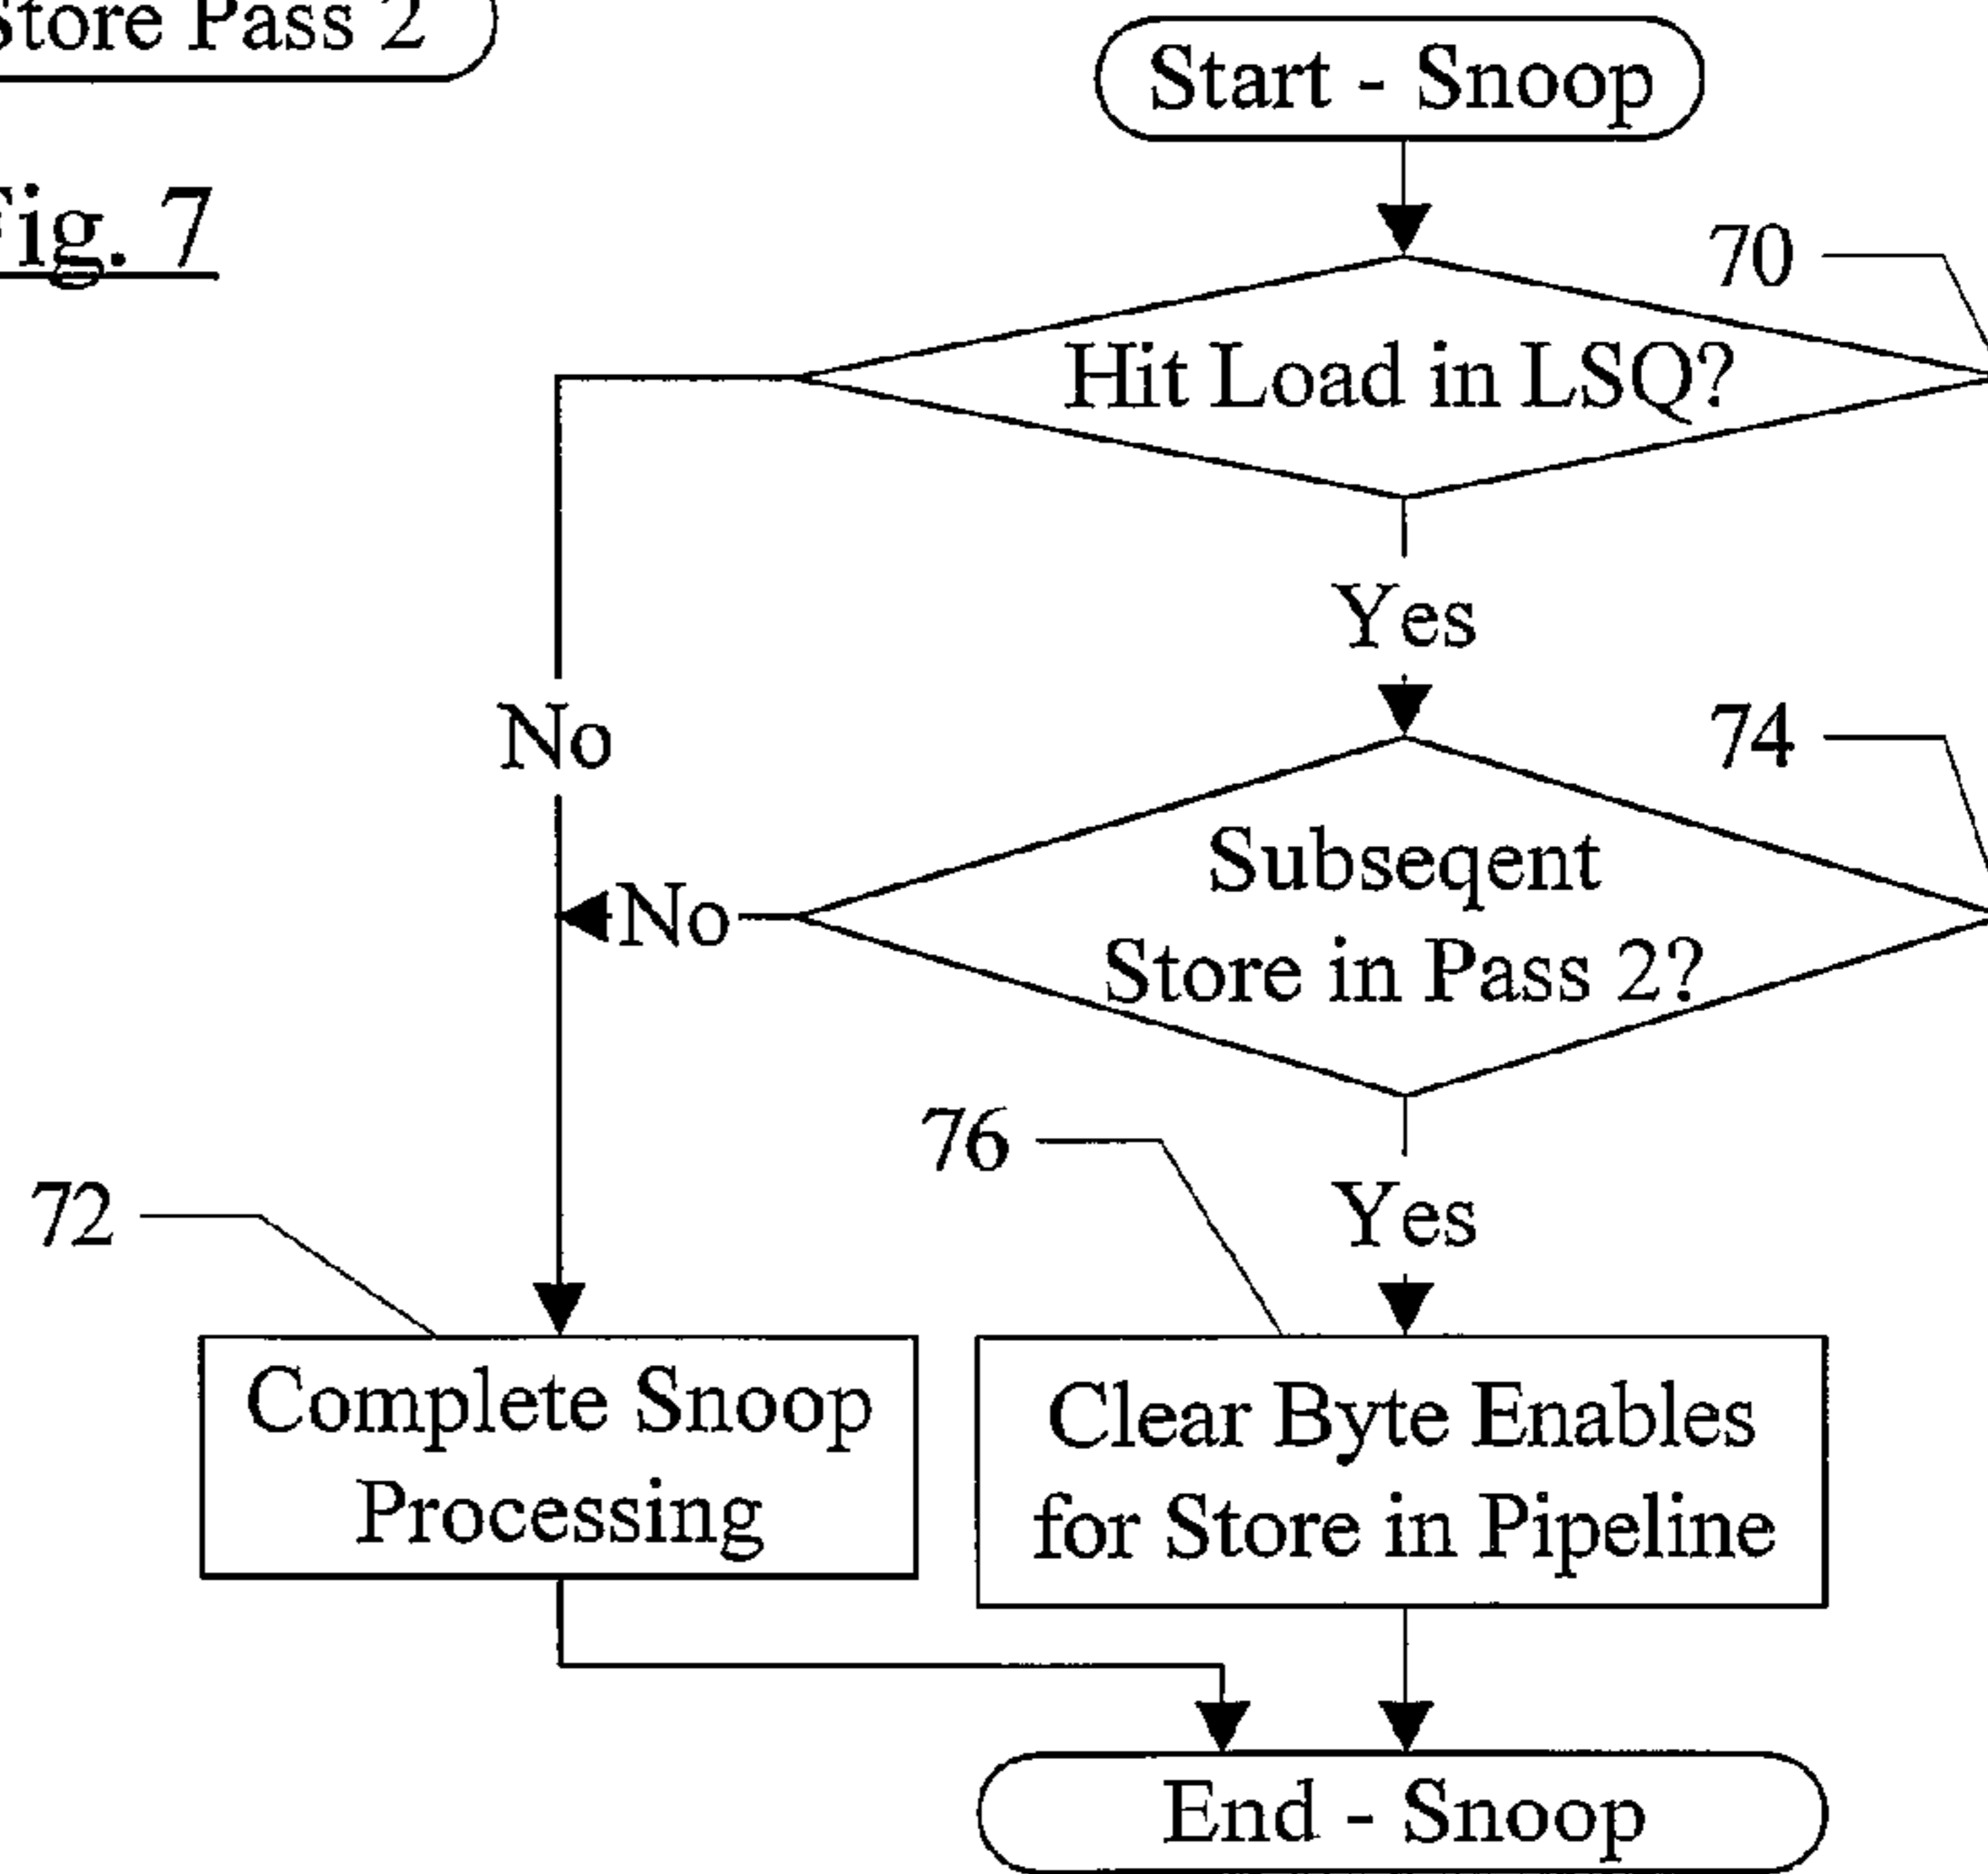 Store Pass 2
Fig. 7
Start - Snoop
70
Hit Load in LSQ?
Yes
No
74
Subseqent
Store in Pass 2?
No
76
Yes
72
Complete Snoop
Processing
Clear Byte Enables
for Store in Pipeline
End - Snoop